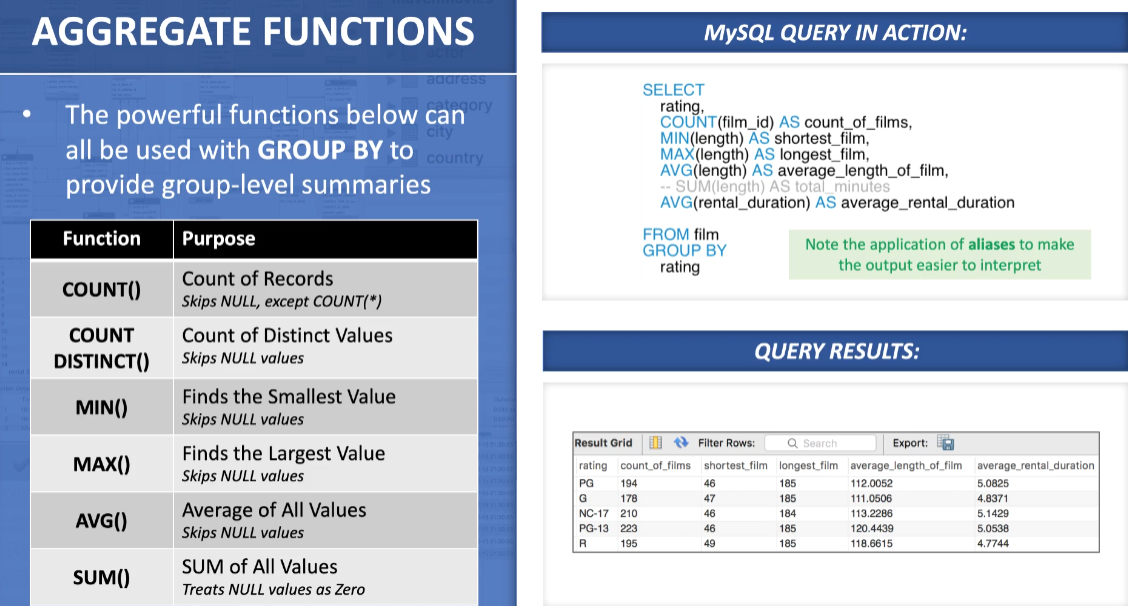 AGGREGATE FUNCTIONS
address
category
city
country
• The powerful functions below can
all be used with GROUP BY to
provide group-level summaries
Function Purpose
COUNT() Count of Records
Skips NULL, except COUNT(*)
COUNT
DISTINCT() Count of Distinct Values
Skips NULL values
MIN() Finds the Smallest Value
Skips NULL values
MAX() Finds the Largest Value
Skips NULL values
AVG() Average of All Values
Skips NULL values
SUM() SUM of All Values
Treats NULL values as Zero
MySQL QUERY IN ACTION:
SELECT
rating,
COUNT(film_id) AS count_of_films,
MIN(length) AS shortest_film,
MAX(length) AS longest_film,
AVG(length) AS average_length_of_film,
-- SUM(length) AS total_minutes
AVG(rental_duration) AS average_rental_duration
FROM film
GROUP BY
rating
Note the application of aliases to make
the output easier to interpret
QUERY RESULTS:
Result Grid Filter Rows: Search Export:
rating count_of_films shortest_film longest_film average_length_of_film average_rental_duration
PG 194 46 185 112.0052 5.0825
G 178 47 185 111.0506 4.8371
NC-17 210 46 184 113.2286 5.1429
PG-13 223 46 185 120.4439 5.0538
R 195 49 185 118.6615 4.7744